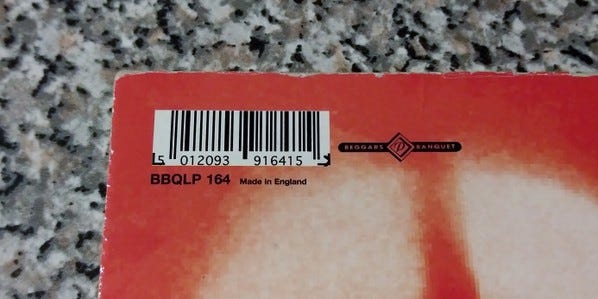 5 012093 916415
BEGGARS BANQUET
BBQLP 164 Made in England